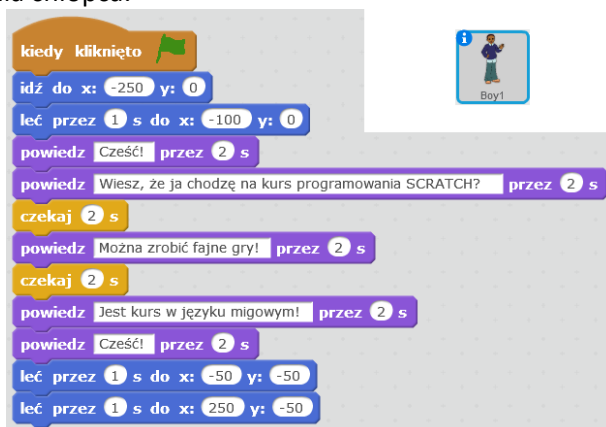 kiedy kliknięto
idź do x: -250 y: 0
leć przez 1 s do x: -100 y: 0
powiedz Cześć! przez 2 s
powiedz Wiesz, że ja chodzę na kurs programowania SCRATCH? przez 2 s
czekaj 2 s
powiedz Można zrobić fajne gry! przez 2 s
czekaj 2 s
powiedz Jest kurs w języku migowym! przez 2 s
powiedz Cześć! przez 2 s
leć przez 1 s do x: -50 y: -50
leć przez 1 s do x: 250 y: -50
i
Boy1